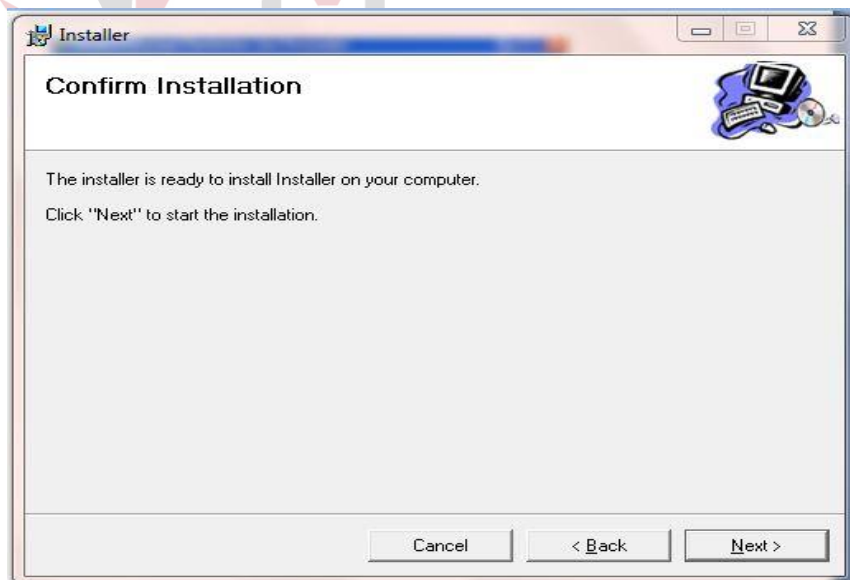 Installer
Confirm Installation
The installer is ready to install Installer on your computer.
Click "Next" to start the installation.
Cancel
< Back
Next >